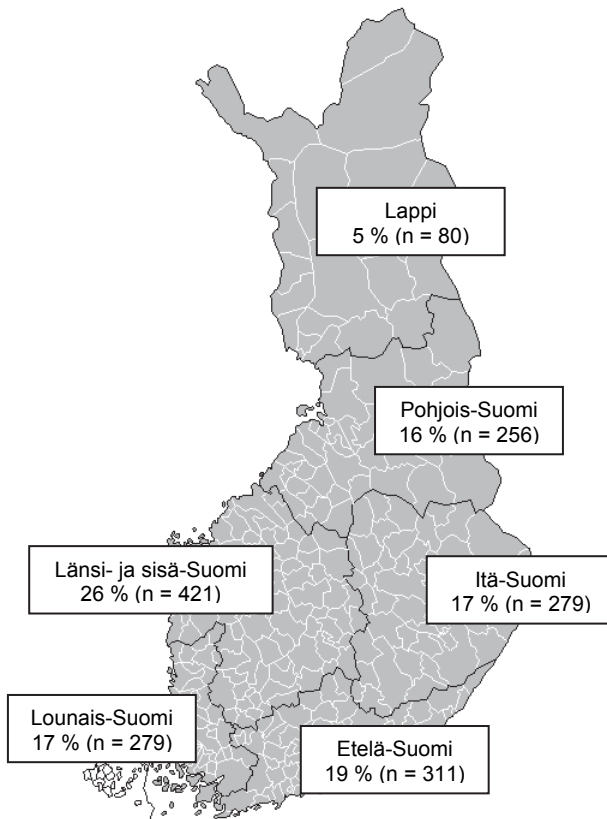 Lappi
5 % (n = 80)
Pohjois-Suomi
16 % (n = 256)
Länsi- ja sisä-Suomi
26 % (n = 421)
Itä-Suomi
17 % (n = 279)
Lounais-Suomi
17 % (n = 279)
Etelä-Suomi
19 % (n = 311)